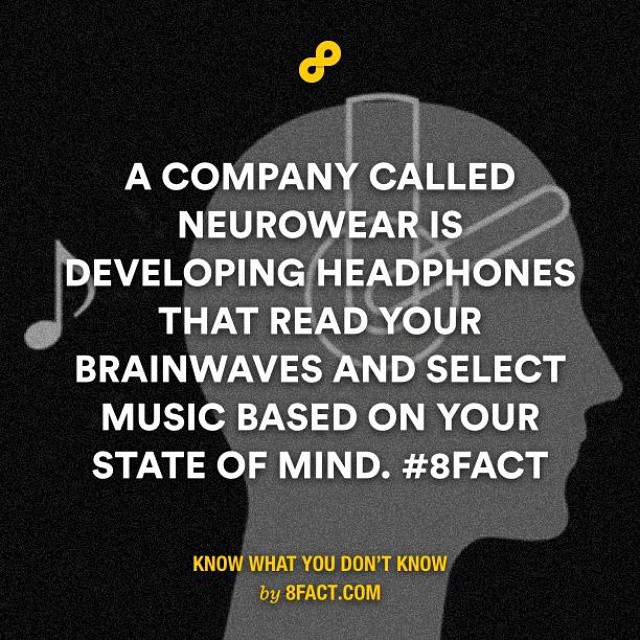 A COMPANY CALLED
NEUROWEAR IS
DEVELOPING HEADPHONES
THAT READ YOUR
BRAINWAVES AND SELECT
MUSIC BASED ON YOUR
STATE OF MIND. #8FACT
KNOW WHAT YOU DON'T KNOW
by 8FACT.COM